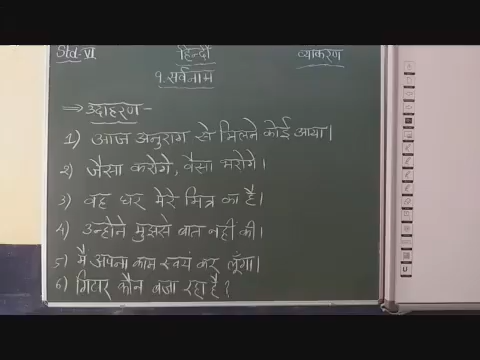 Std-VI हिन्दी व्याकरण
१. सर्वनाम
⇒ उदाहरण -
1) आज अनुराग से मिलने कोई आया।
2) जैसा करोगे, वैसा भरोगे।
3) वह घर मेरे मित्र का है।
4) उन्होने मुझसे बात नहीं की।
5) मै अपना काम स्वयं कर लूँगा।
6) गिटार कौन बजा रहा है?